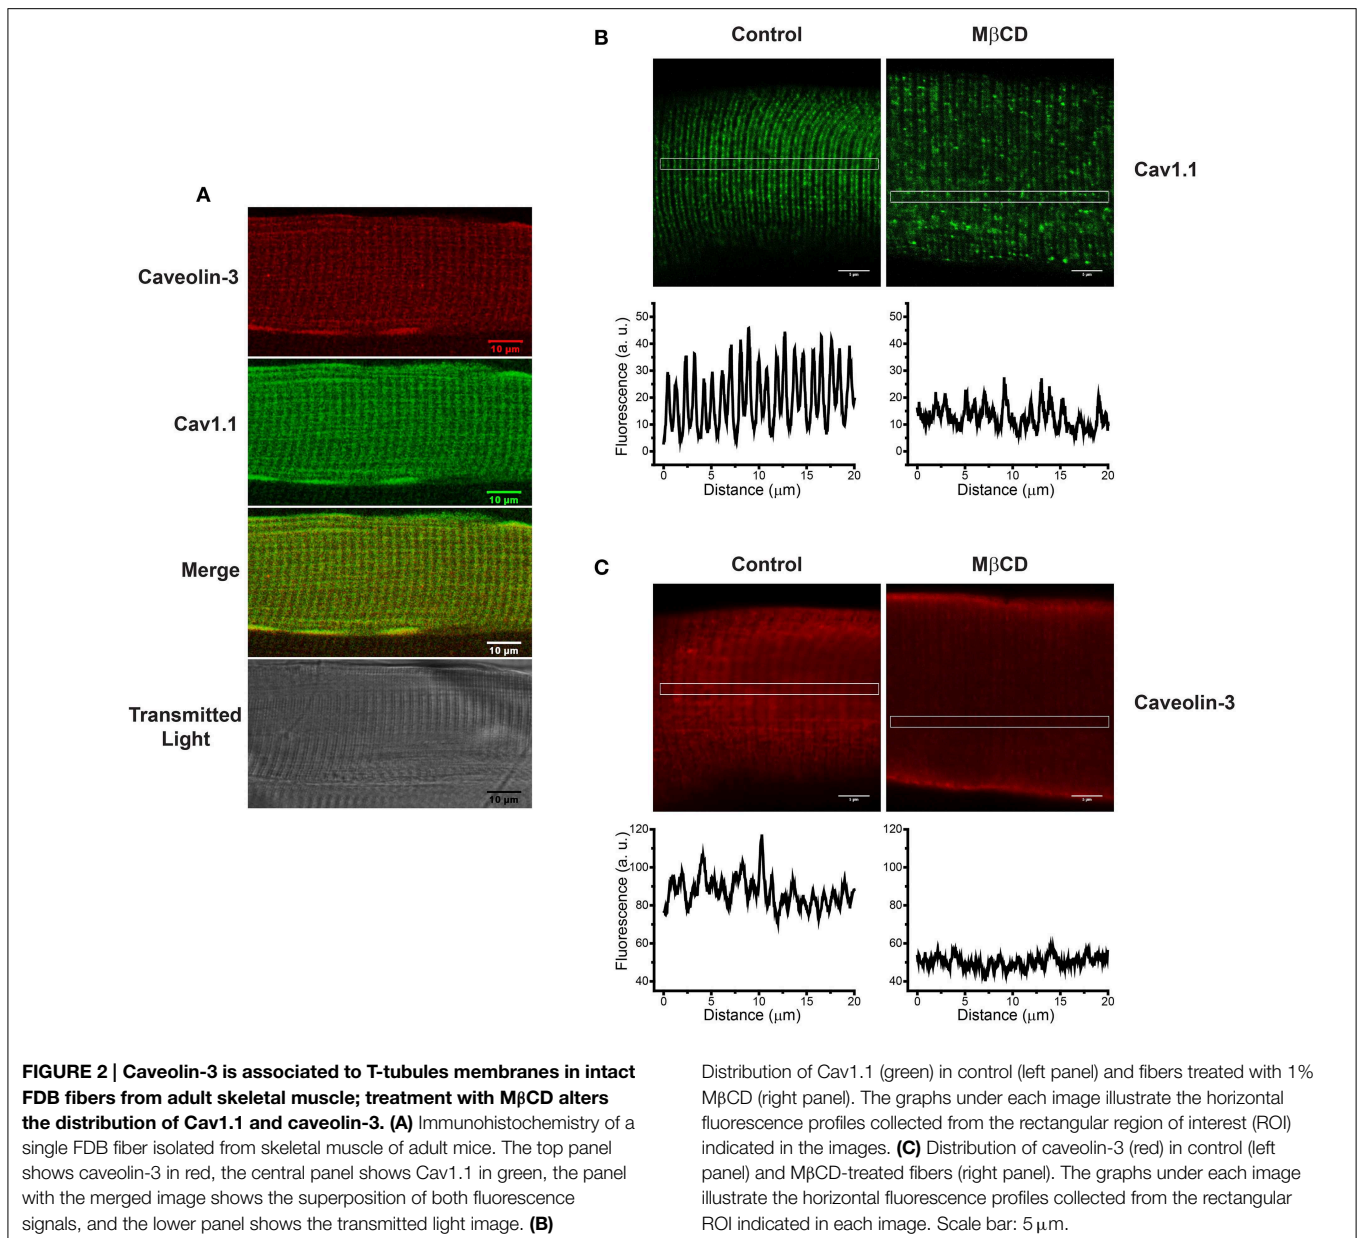 A
Caveolin-3
10 µm
Cav1.1
10 µm
Merge
10 µm
Transmitted
Light
10 µm
B
Control
MβCD
Cav1.1
5 µm
5 µm
Fluorescence (a. u.)
50
40
30
20
10
0
0 5 10 15 20
Distance (µm)
50
40
30
20
10
0
0 5 10 15 20
Distance (µm)
C
Control
MβCD
Caveolin-3
5 µm
5 µm
Fluorescence (a. u.)
120
100
80
60
40
0 5 10 15 20
Distance (µm)
120
100
80
60
40
0 5 10 15 20
Distance (µm)
FIGURE 2 | Caveolin-3 is associated to T-tubules membranes in intact
FDB fibers from adult skeletal muscle; treatment with MβCD alters
the distribution of Cav1.1 and caveolin-3. (A) Immunohistochemistry of a
single FDB fiber isolated from skeletal muscle of adult mice. The top panel
shows caveolin-3 in red, the central panel shows Cav1.1 in green, the panel
with the merged image shows the superposition of both fluorescence
signals, and the lower panel shows the transmitted light image. (B)
Distribution of Cav1.1 (green) in control (left panel) and fibers treated with 1%
MβCD (right panel). The graphs under each image illustrate the horizontal
fluorescence profiles collected from the rectangular region of interest (ROI)
indicated in the images. (C) Distribution of caveolin-3 (red) in control (left
panel) and MβCD-treated fibers (right panel). The graphs under each image
illustrate the horizontal fluorescence profiles collected from the rectangular
ROI indicated in each image. Scale bar: 5 µm.